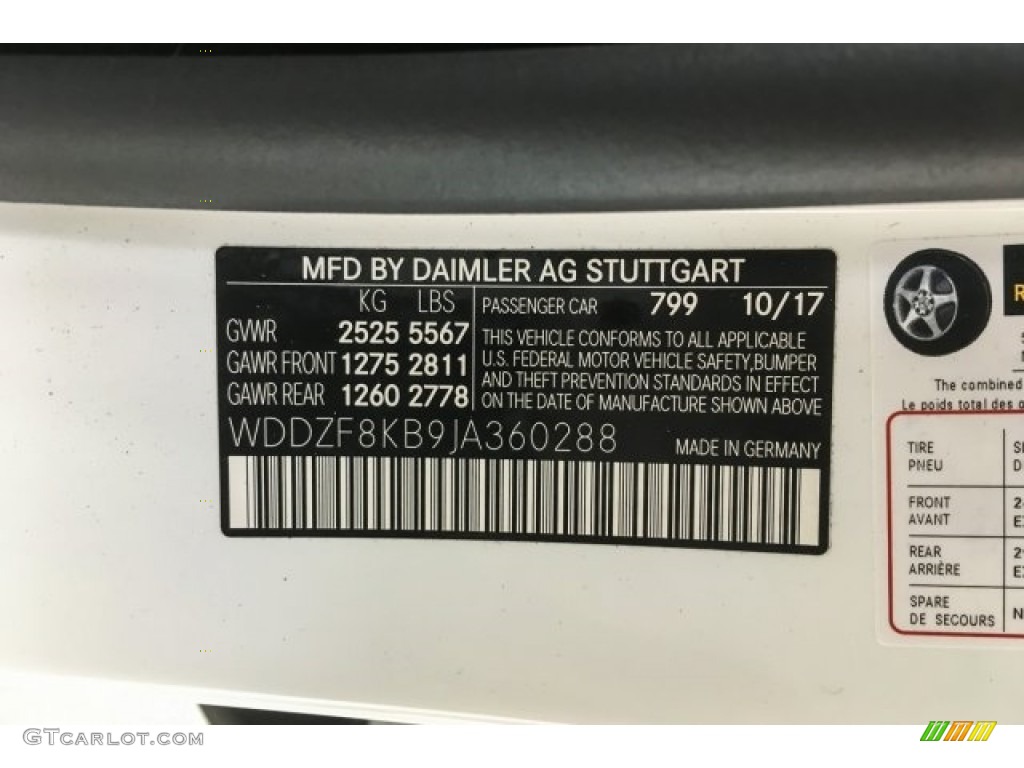 MFD BY DAIMLER AG STUTTGART
KG LBS
GVWR 2525 5567
GAWR FRONT 1275 2811
GAWR REAR 1260 2778
PASSENGER CAR 799 10/17
THIS VEHICLE CONFORMS TO ALL APPLICABLE
U.S. FEDERAL MOTOR VEHICLE SAFETY,BUMPER
AND THEFT PREVENTION STANDARDS IN EFFECT
ON THE DATE OF MANUFACTURE SHOWN ABOVE
WDDZF8KB9JA360288
MADE IN GERMANY
The combined
Le poids total des
TIRE
PNEU
FRONT
AVANT
REAR
ARRIÈRE
SPARE
DE SECOURS
GTcarlot.com